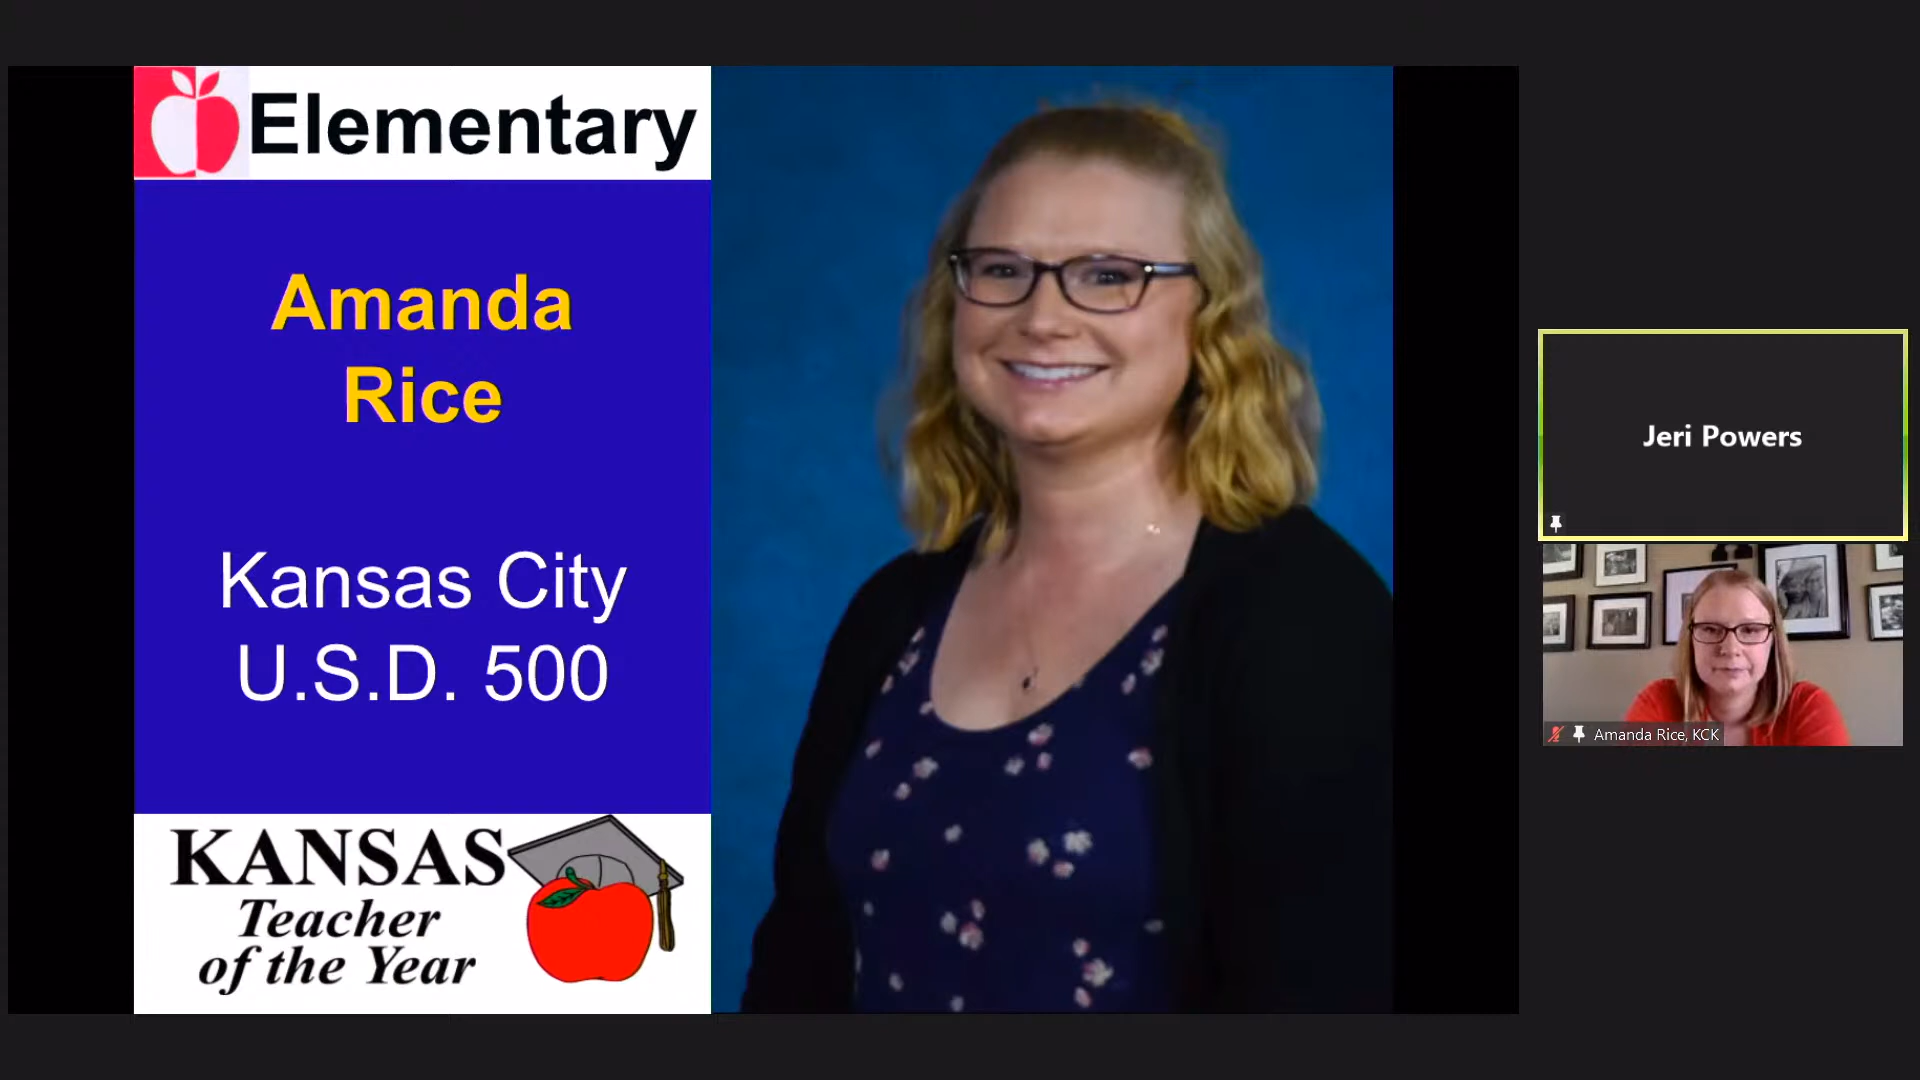 Elementary
Amanda
Rice
Kansas City
U.S.D. 500
KANSAS
Teacher
of the Year
Jeri Powers
Amanda Rice, KCK